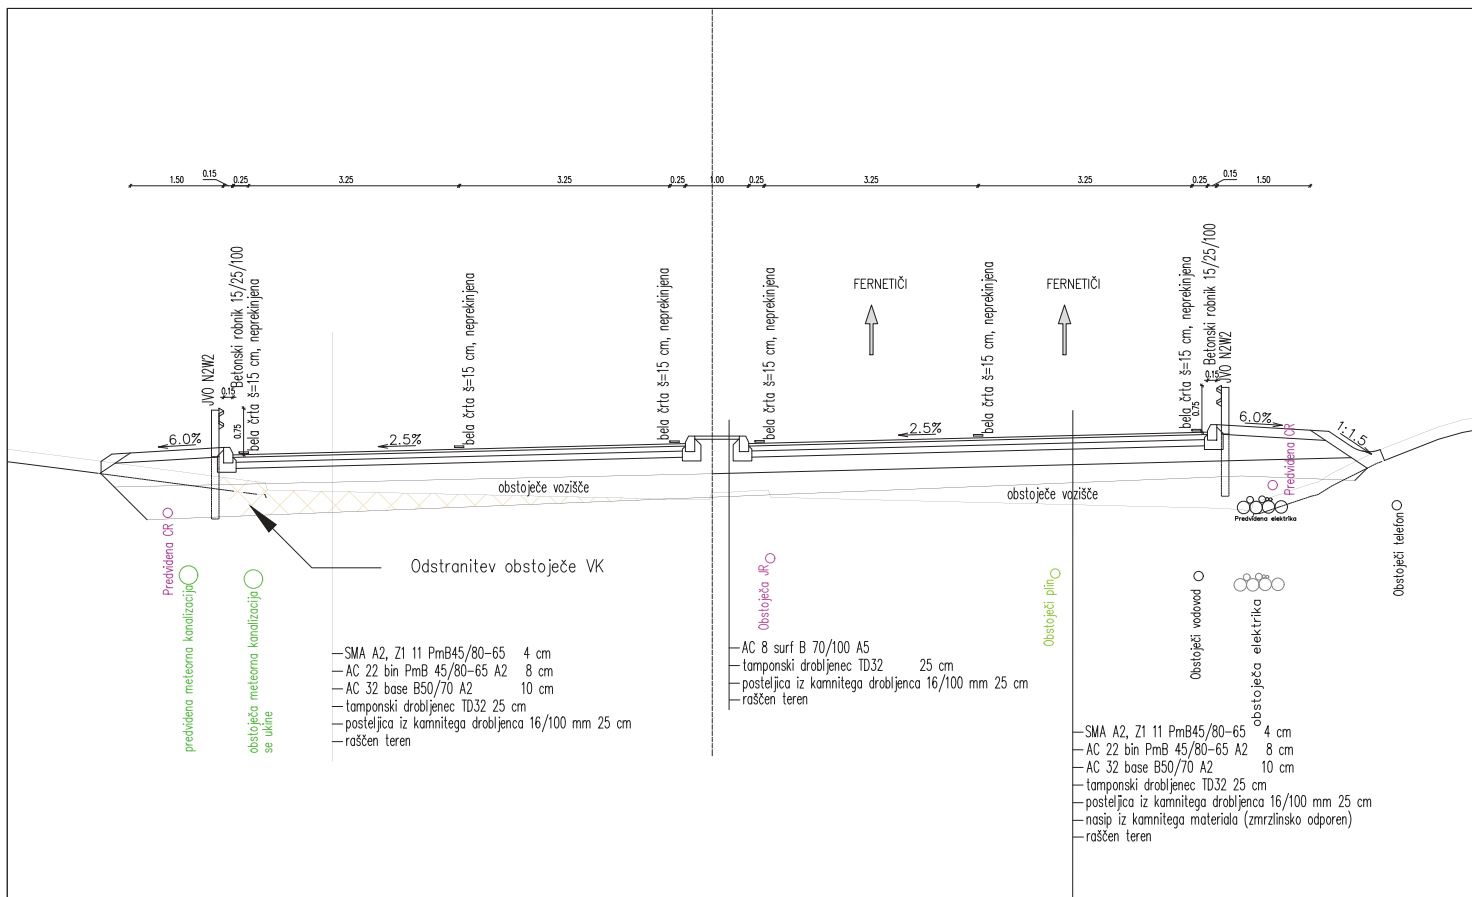 1.50
0.15
0.25
3.25
3.25
0.25
1.00
0.25
3.25
3.25
0.25
0.15
1.50
JVO N2W2
0.15
Betonski robnik 15/25/100
bela črta š=15 cm, neprekinjena
0.75
bela črta š=15 cm, neprekinjena
bela črta š=15 cm, neprekinjena
bela črta š=15 cm, neprekinjena
FERNETIČI
FERNETIČI
bela črta š=15 cm, neprekinjena
bela črta š=15 cm, neprekinjena
0.75
0.15
Betonski robnik 15/25/100
JVO N2W2
6.0%
2.5%
2.5%
6.0%
1:1.5
obstoječe vozišče
obstoječe vozišče
Predvidena CR
Predvidena elektrika
Predvidena CR
predvidena meteorna kanalizacija
obstoječa meteorna kanalizacija
se ukine
Odstranitev obstoječe VK
Obstoječa JR
Obstoječi plin
Obstoječi vodovod
obstoječa elektrika
Obstoječi telefon
SMA A2, Z1 11 PmB45/80-65 4 cm
AC 22 bin PmB 45/80-65 A2 8 cm
AC 32 base B50/70 A2 10 cm
tamponski drobljenec TD32 25 cm
posteljica iz kamnitega drobljenca 16/100 mm 25 cm
raščen teren
AC 8 surf B 70/100 A5
tamponski drobljenec TD32 25 cm
posteljica iz kamnitega drobljenca 16/100 mm 25 cm
raščen teren
SMA A2, Z1 11 PmB45/80-65 4 cm
AC 22 bin PmB 45/80-65 A2 8 cm
AC 32 base B50/70 A2 10 cm
tamponski drobljenec TD32 25 cm
posteljica iz kamnitega drobljenca 16/100 mm 25 cm
nasip iz kamnitega materiala (zmrzlinsko odporen)
raščen teren